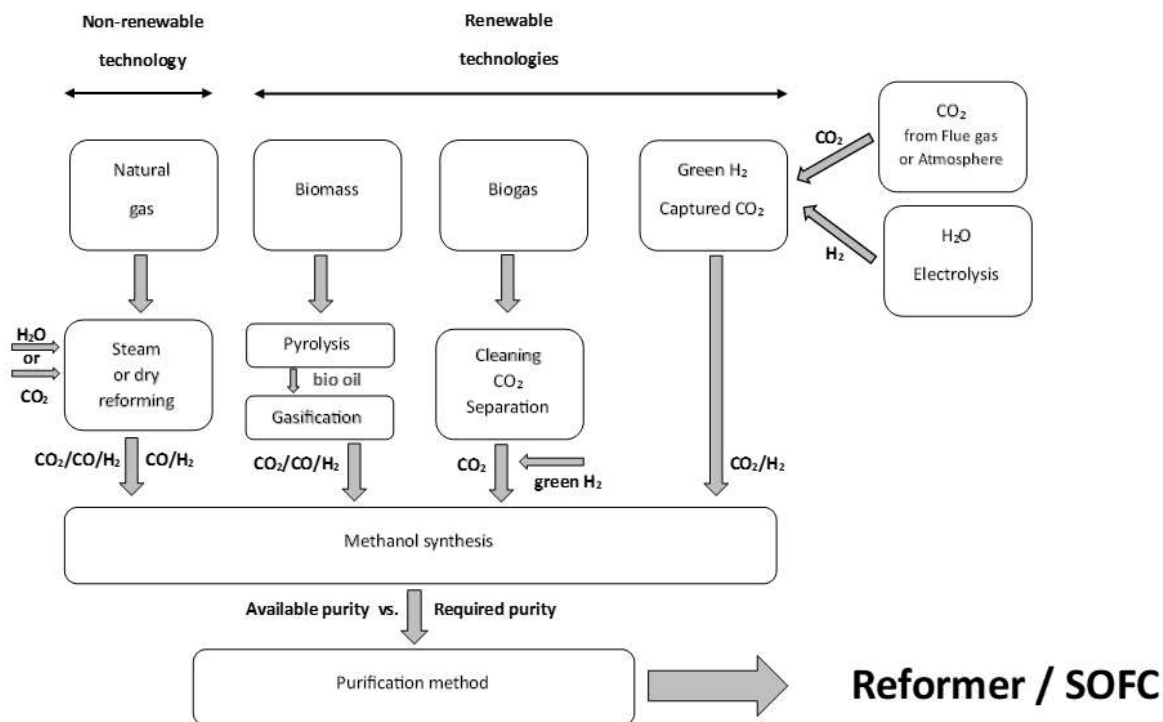 Non-renewable
technology
Renewable
technologies
Natural
gas
Biomass
Biogas
Green H₂
Captured CO₂
CO₂
from Flue gas
or Atmosphere
CO₂
H₂
H₂O
Electrolysis
H₂O
or
CO₂
Steam
or dry
reforming
Pyrolysis
bio oil
Gasification
Cleaning
CO₂
Separation
CO₂/CO/H₂
CO/H₂
CO₂/CO/H₂
CO₂
green H₂
CO₂/H₂
Methanol synthesis
Available purity vs. Required purity
Purification method
Reformer / SOFC